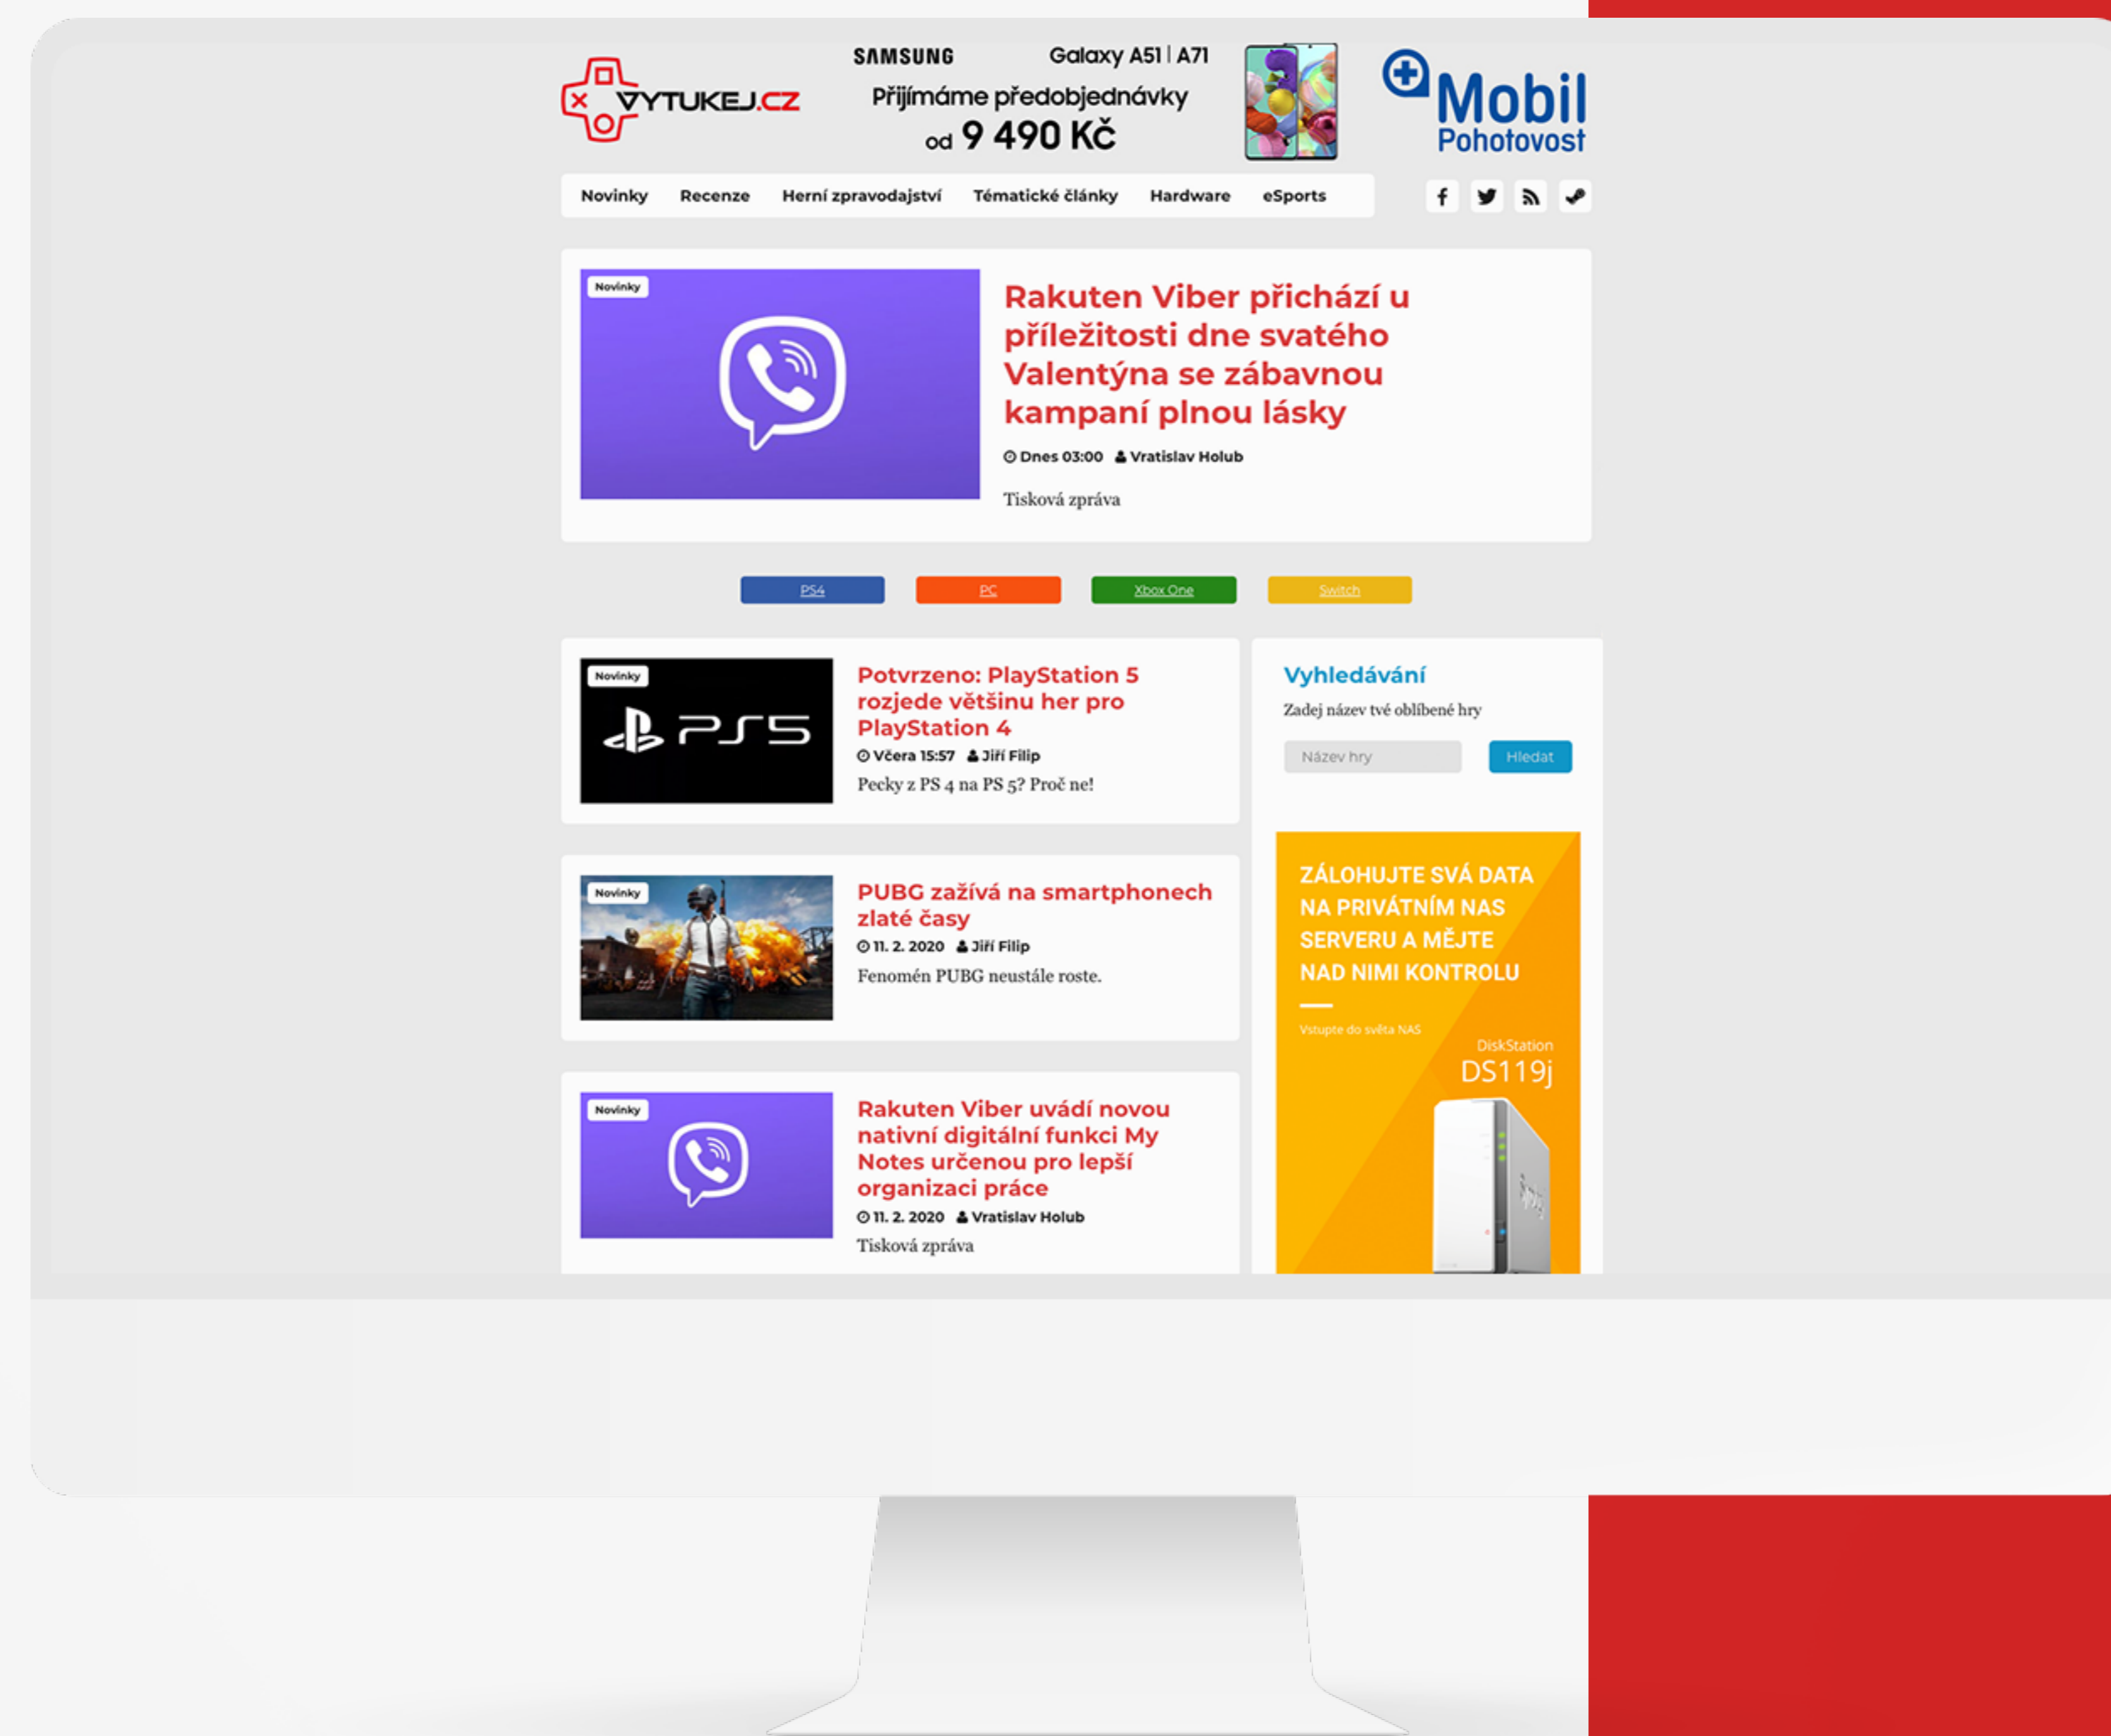 VYTUKEJ.CZ
SAMSUNG Galaxy A51 | A71
Přijímáme předobjednávky
od 9 490 Kč
Mobil
Pohotovost
Novinky Recenze Herní zpravodajství Tématické články Hardware eSports
Novinky
Rakuten Viber přichází u
příležitosti dne svatého
Valentýna se zábavnou
kampaní plnou lásky
Dnes 03:00 Vratislav Holub
Tisková zpráva
PS4 PC Xbox One Switch
Novinky
PS5
Potvrzeno: PlayStation 5
rozjede většinu her pro
PlayStation 4
Včera 15:57 Jiří Filip
Pecky z PS 4 na PS 5? Proč ne!
Novinky
PUBG zažívá na smartphonech
zlaté časy
11. 2. 2020 Jiří Filip
Fenomén PUBG neustále roste.
Novinky
Rakuten Viber uvádí novou
nativní digitální funkci My
Notes určenou pro lepší
organizaci práce
11. 2. 2020 Vratislav Holub
Tisková zpráva
Vyhledávání
Zadej název tvé oblíbené hry
Název hry Hledat
ZÁLOHUJTE SVÁ DATA
NA PRIVÁTNÍM NAS
SERVERU A MĚJTE
NAD NIMI KONTROLU
Vstupte do světa NAS
DiskStation
DS119j